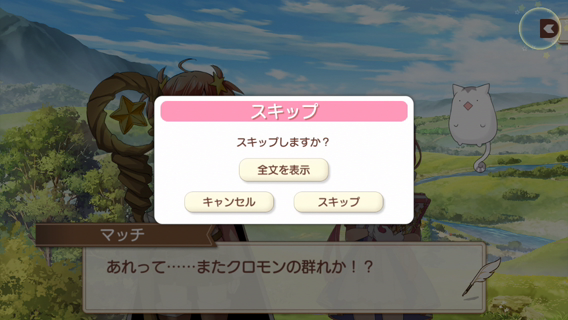 スキップ
スキップしますか？
全文を表示
キャンセル
スキップ
マッチ
あれって……またクロモンの群れか！？